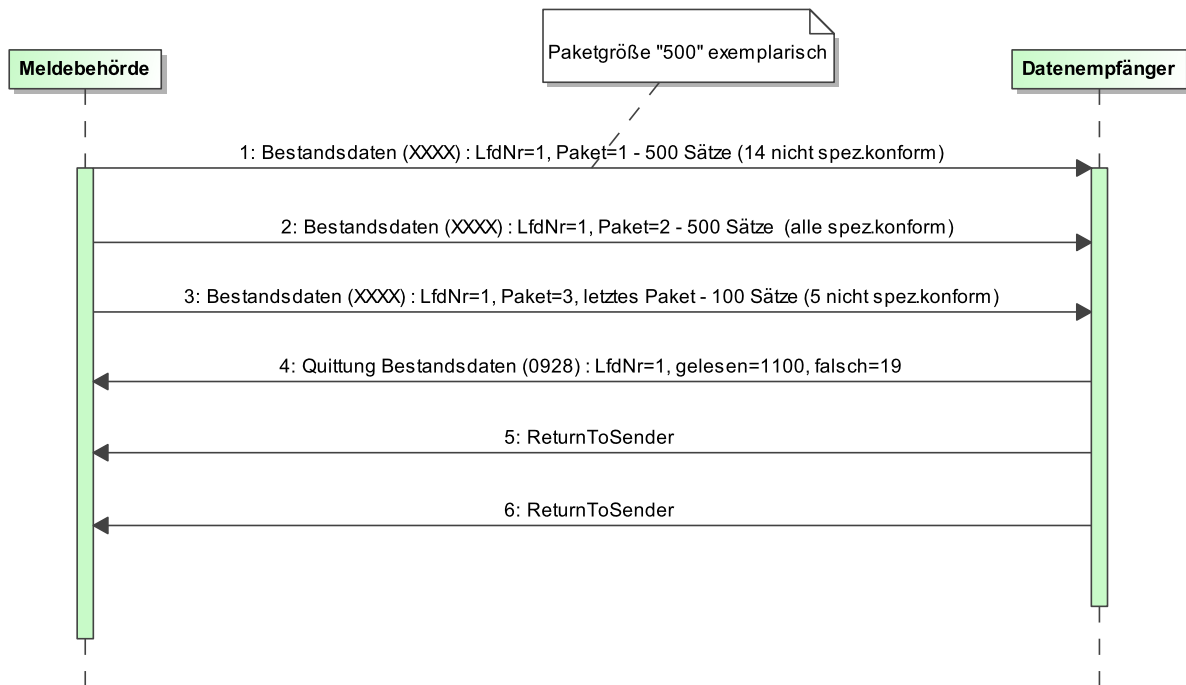 Paketgröße "500" exemplarisch
Meldebehörde
Datenempfänger
1: Bestandsdaten (XXXX) : LfdNr=1, Paket=1 - 500 Sätze (14 nicht spez.konform)
2: Bestandsdaten (XXXX) : LfdNr=1, Paket=2 - 500 Sätze (alle spez.konform)
3: Bestandsdaten (XXXX) : LfdNr=1, Paket=3, letztes Paket - 100 Sätze (5 nicht spez.konform)
4: Quittung Bestandsdaten (0928) : LfdNr=1, gelesen=1100, falsch=19
5: ReturnToSender
6: ReturnToSender